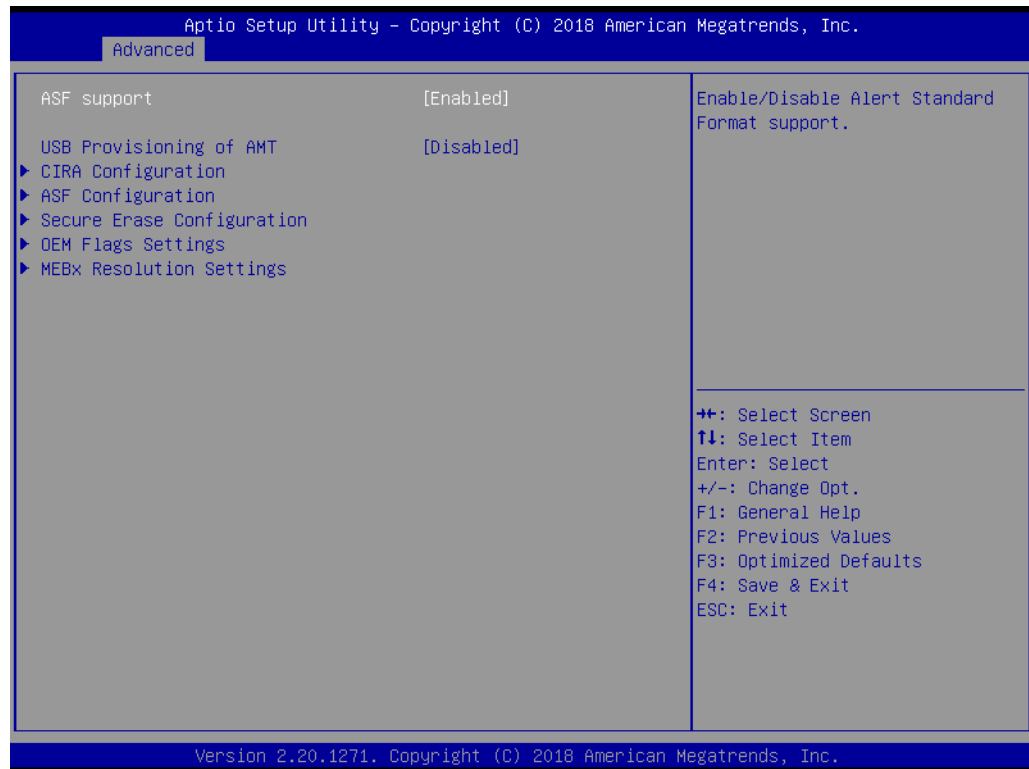 Aptio Setup Utility – Copyright (C) 2018 American Megatrends, Inc.
Advanced
ASF support [Enabled]
USB Provisioning of AMT [Disabled]
▶ CIRA Configuration
▶ ASF Configuration
▶ Secure Erase Configuration
▶ OEM Flags Settings
▶ MEBx Resolution Settings
Enable/Disable Alert Standard
Format support.
→←: Select Screen
↑↓: Select Item
Enter: Select
+/-: Change Opt.
F1: General Help
F2: Previous Values
F3: Optimized Defaults
F4: Save & Exit
ESC: Exit
Version 2.20.1271. Copyright (C) 2018 American Megatrends, Inc.